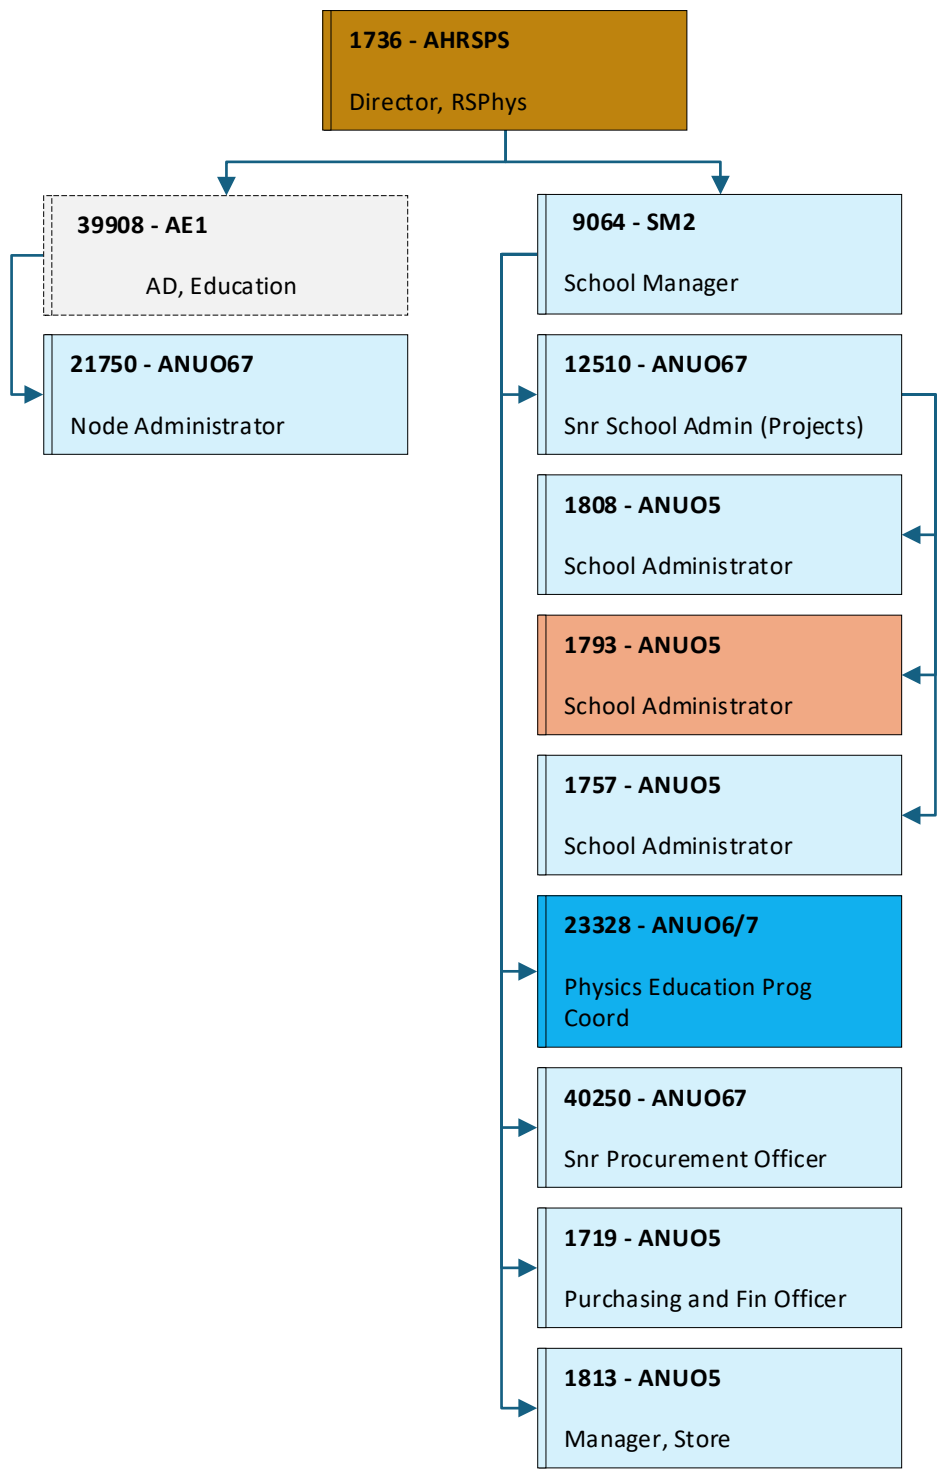 1736 - AHRSPS
Director, RSPhys
39908 - AE1
AD, Education
21750 - ANUO67
Node Administrator
9064 - SM2
School Manager
12510 - ANUO67
Snr School Admin (Projects)
1808 - ANUO5
School Administrator
1793 - ANUO5
School Administrator
1757 - ANUO5
School Administrator
23328 - ANUO6/7
Physics Education Prog
Coord
40250 - ANUO67
Snr Procurement Officer
1719 - ANUO5
Purchasing and Fin Officer
1813 - ANUO5
Manager, Store